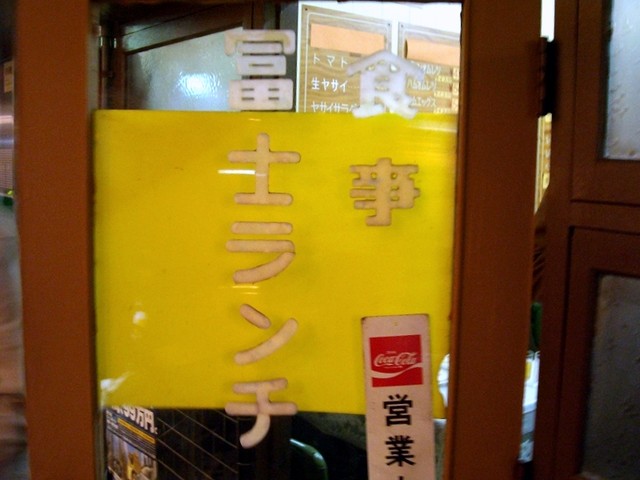 食事
富士ランチ
トマト
生ヤサイ
ヤサイサラ
Coca-Cola
営業